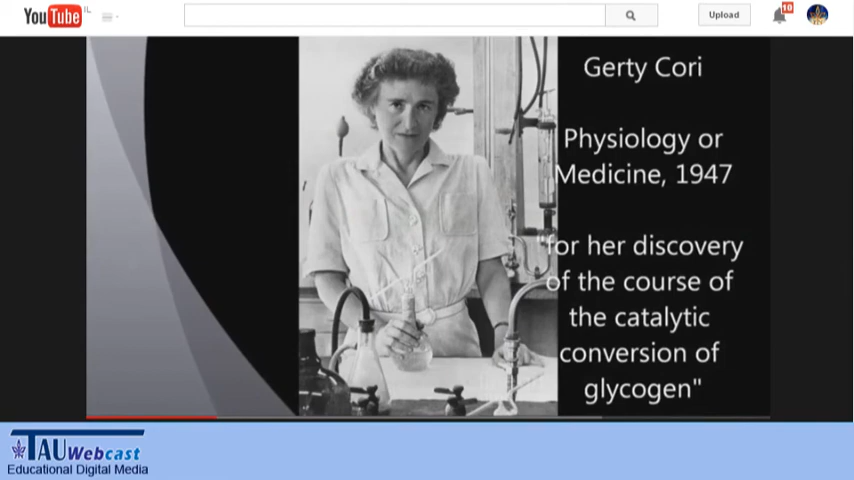 YouTube IL
Upload
10
Gerty Cori
Physiology or
Medicine, 1947
"for her discovery
of the course of
the catalytic
conversion of
glycogen"
TAU Webcast
Educational Digital Media